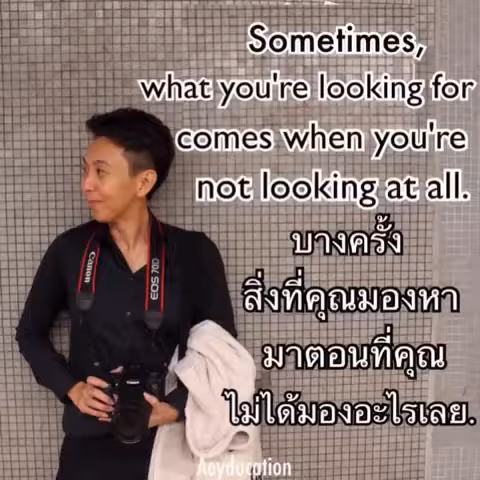 Sometimes,
what you're looking for
comes when you're
not looking at all.
บางครั้ง
สิ่งที่คุณมองหา
มาตอนที่คุณ
ไม่ได้มองอะไรเลย.
Canon
EOS 70D
Canon
Aeyducation